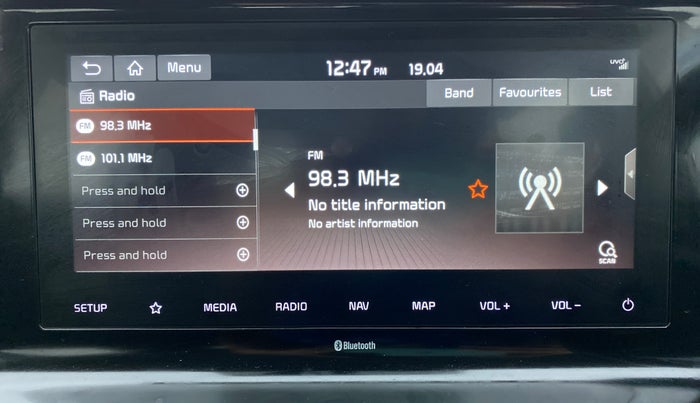 Menu 12:47 PM 19.04 UVO
Radio Band Favourites List
FM 98.3 MHz
FM 101.1 MHz
Press and hold
Press and hold
Press and hold
FM
98.3 MHz
No title information
No artist information
SCAN
SETUP MEDIA RADIO NAV MAP VOL + VOL −
Bluetooth